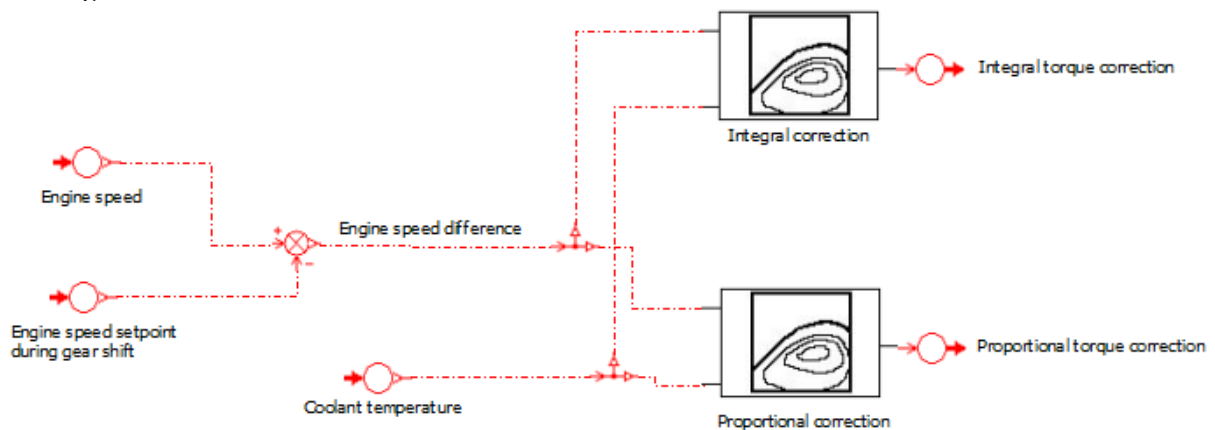 Integral torque correction
Integral correction
Engine speed
+
Engine speed difference
−
Engine speed setpoint
during gear shift
Proportional torque correction
Coolant temperature
Proportional correction